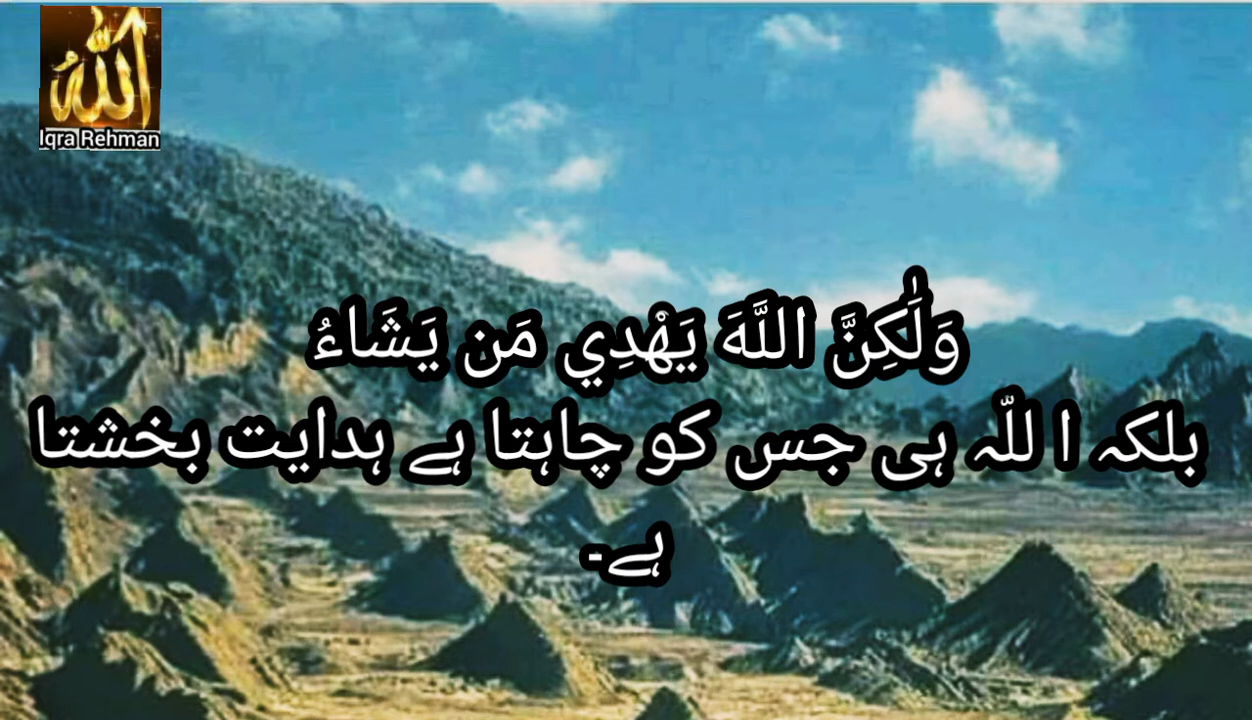 الله
Iqra Rehman
وَلَٰكِنَّ اللَّهَ يَهْدِي مَن يَشَاءُ
بلکہ ا للّہ ہی جس کو چاہتا ہے ہدایت بخشتا
ہے۔